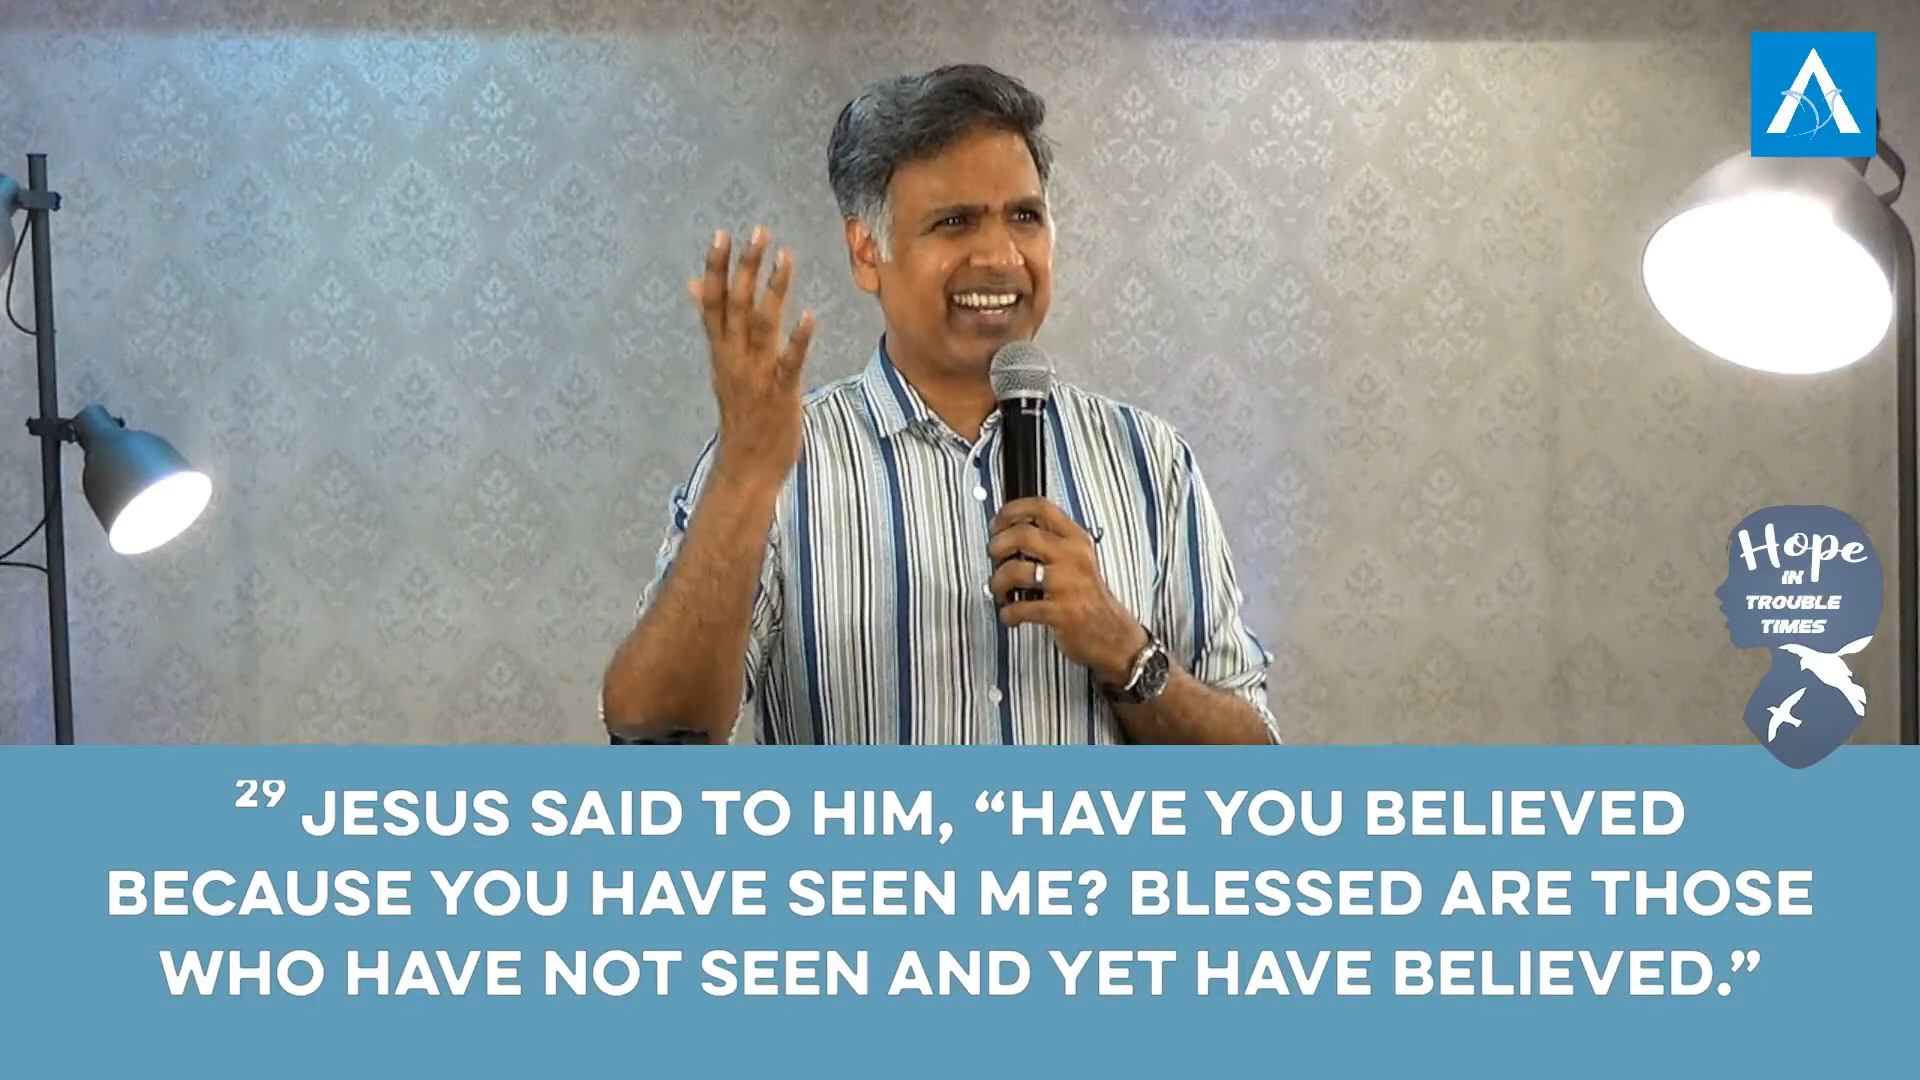 Hope
IN
TROUBLE
TIMES
²⁹ JESUS SAID TO HIM, “HAVE YOU BELIEVED
BECAUSE YOU HAVE SEEN ME? BLESSED ARE THOSE
WHO HAVE NOT SEEN AND YET HAVE BELIEVED.”